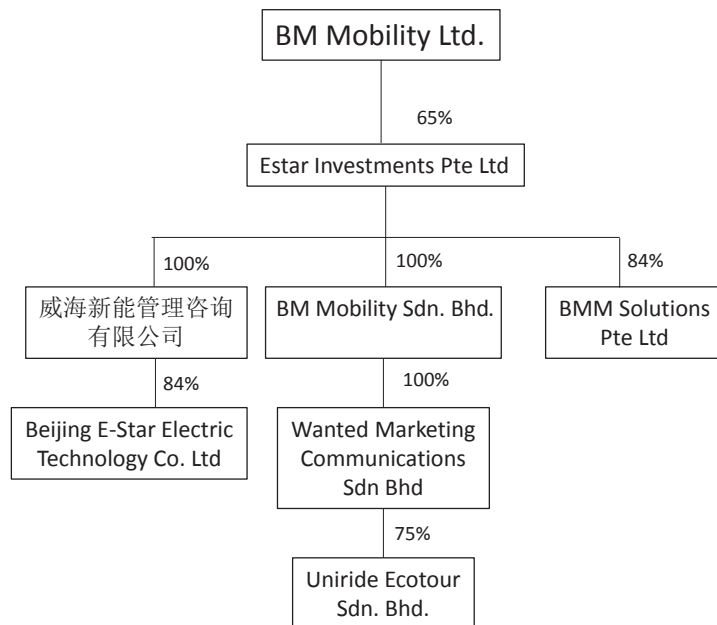 BM Mobility Ltd.
65%
Estar Investments Pte Ltd
100%
100%
84%
威海新能管理咨询
有限公司
BM Mobility Sdn. Bhd.
BMM Solutions
Pte Ltd
84%
100%
Beijing E-Star Electric
Technology Co. Ltd
Wanted Marketing
Communications
Sdn Bhd
75%
Uniride Ecotour
Sdn. Bhd.